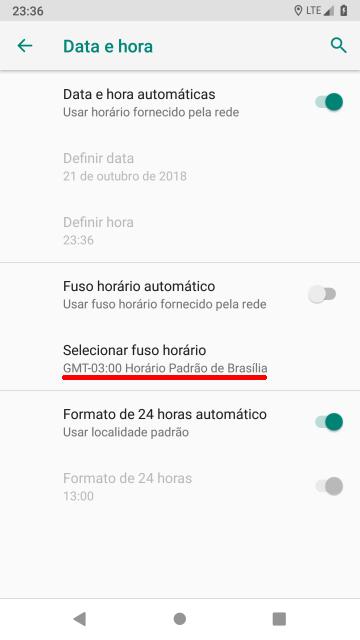 23:36
LTE
Data e hora
Data e hora automáticas
Usar horário fornecido pela rede
Definir data
21 de outubro de 2018
Definir hora
23:36
Fuso horário automático
Usar fuso horário fornecido pela rede
Selecionar fuso horário
GMT-03:00 Horário Padrão de Brasília
Formato de 24 horas automático
Usar localidade padrão
Formato de 24 horas
13:00